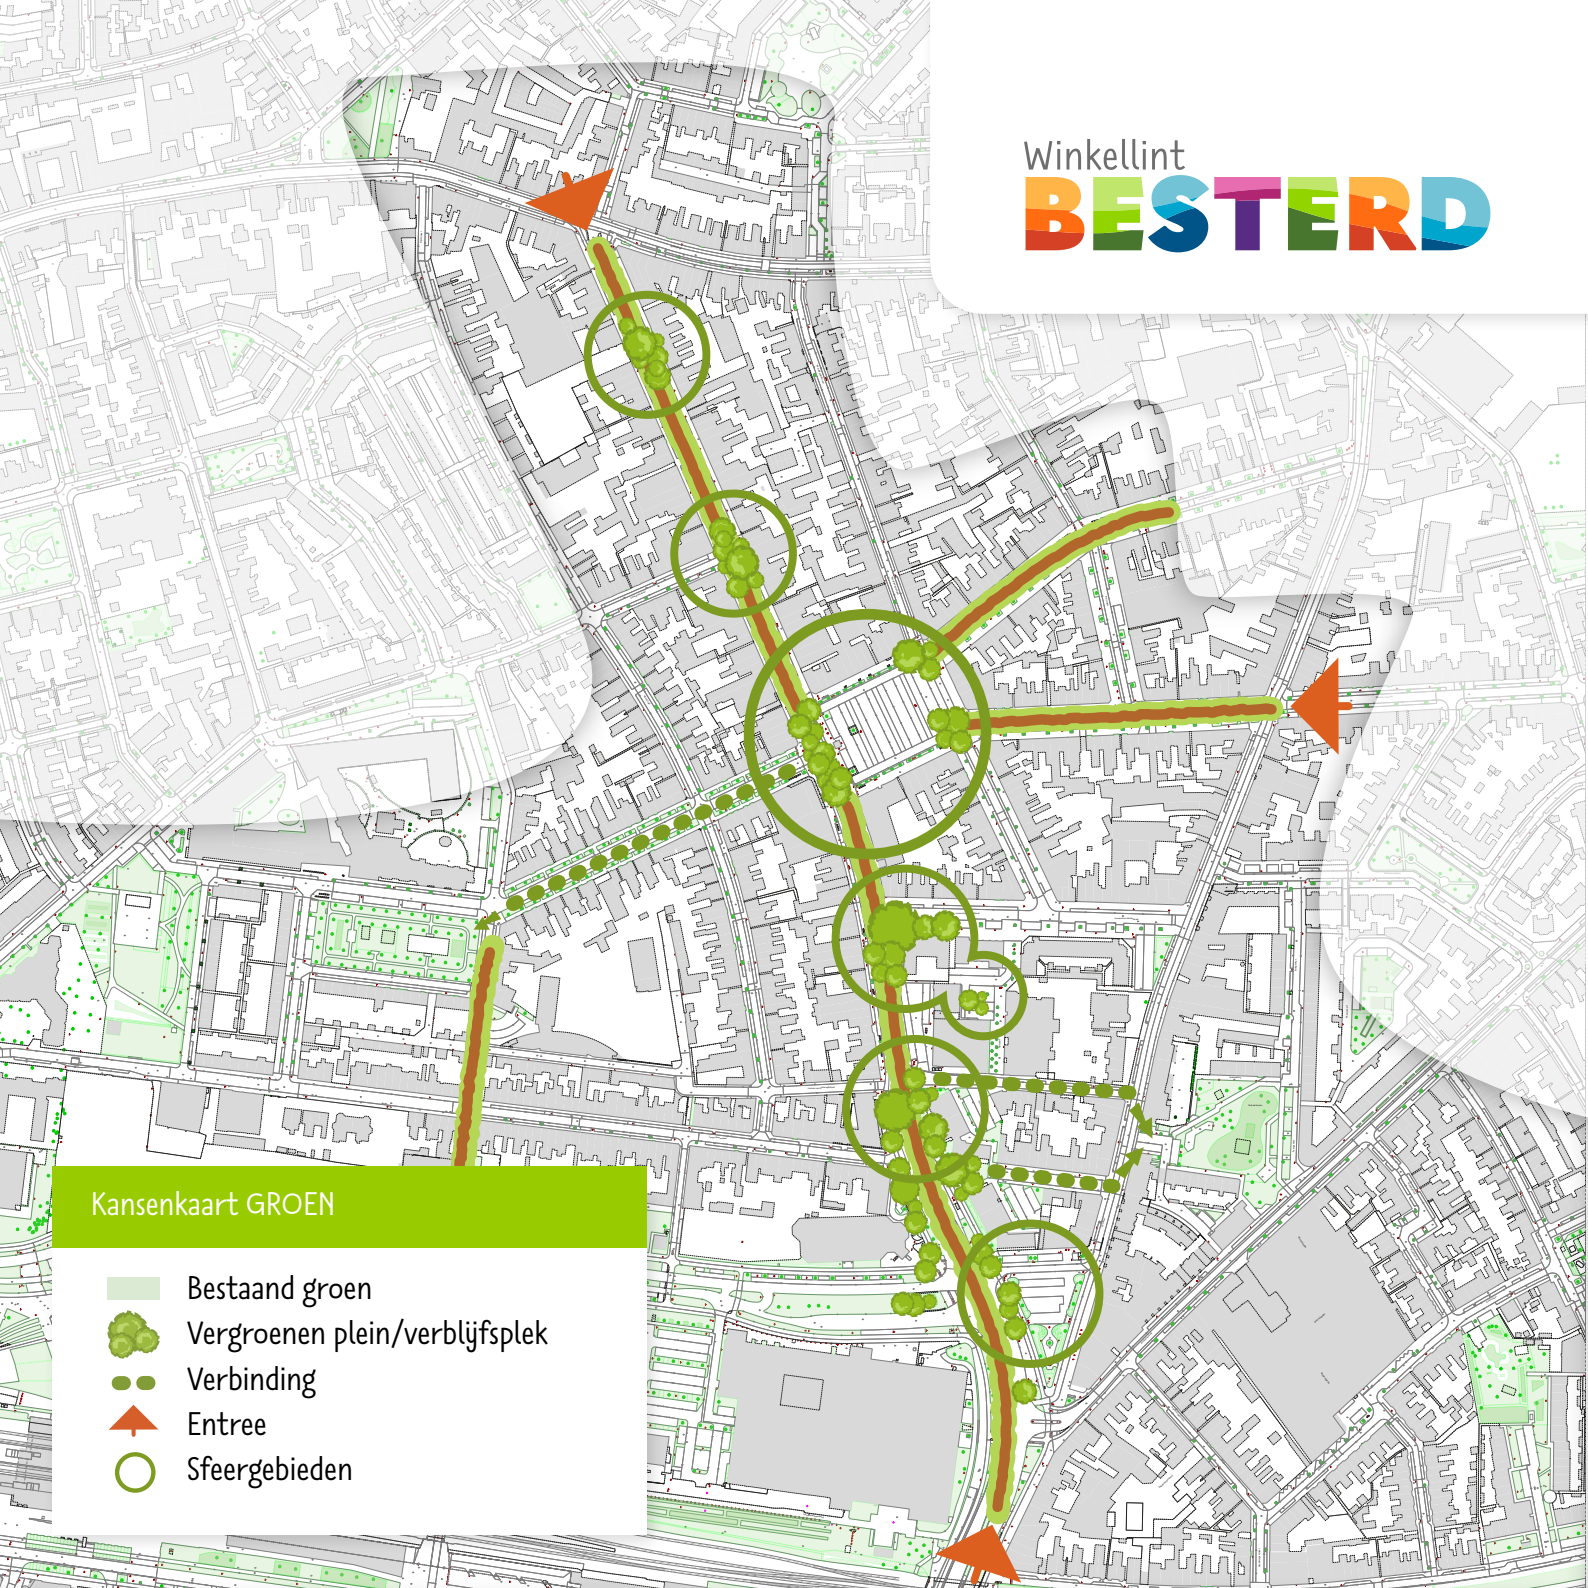 Winkellint
BESTERD
Kansenkaart GROEN
Bestaand groen
Vergroenen plein/verblijfsplek
Verbinding
Entree
Sfeergebieden